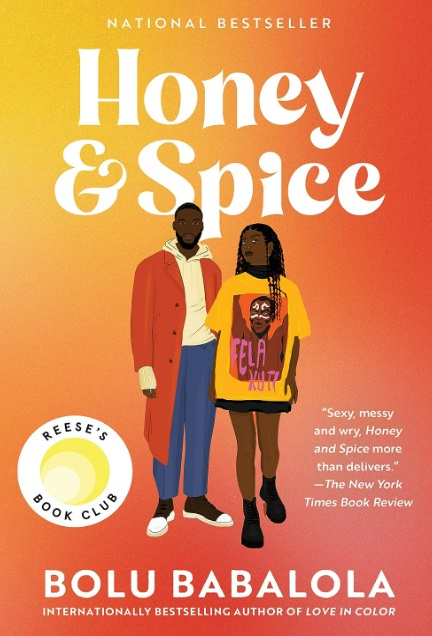 NATIONAL BESTSELLER
Honey
& Spice
FELA
KUTI
REESE'S
BOOK CLUB
"Sexy, messy
and wry, Honey
and Spice more
than delivers."
—The New York
Times Book Review
BOLU BABALOLA
INTERNATIONALLY BESTSELLING AUTHOR OF LOVE IN COLOR